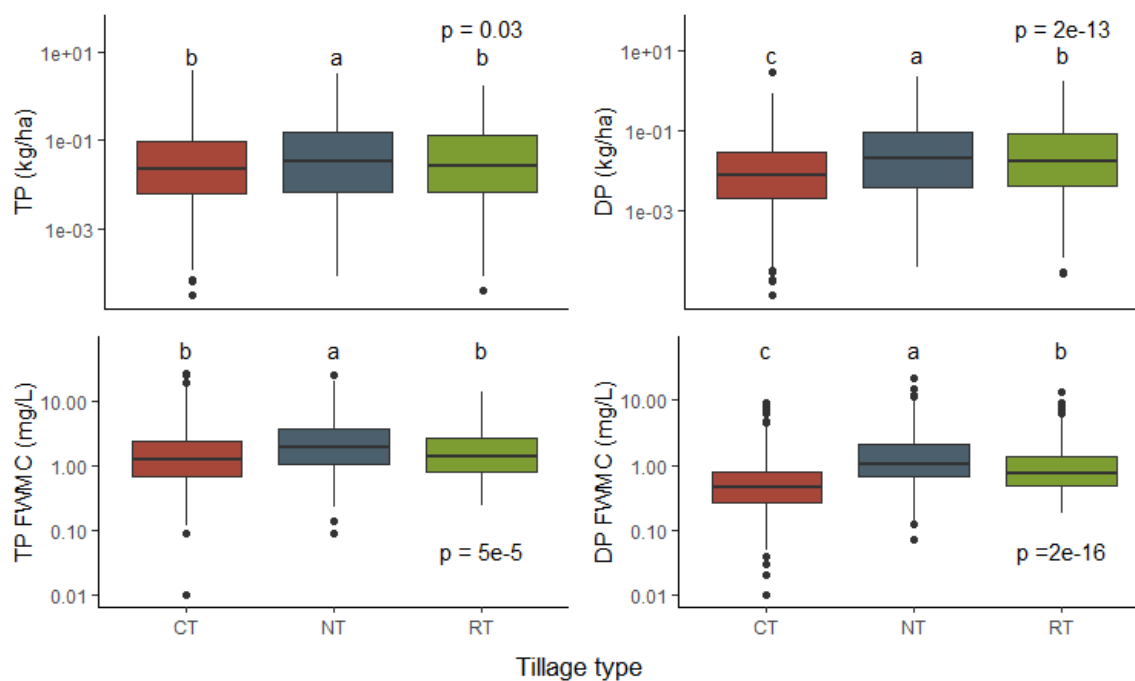 p = 0.03
b a b
1e+01
1e-01
1e-03
TP (kg/ha)
p = 2e-13
c a b
1e+01
1e-01
1e-03
DP (kg/ha)
b a b
10.00
1.00
0.10
0.01
TP FWMC (mg/L)
p = 5e-5
CT NT RT
c a b
10.00
1.00
0.10
0.01
DP FWMC (mg/L)
p =2e-16
CT NT RT
Tillage type